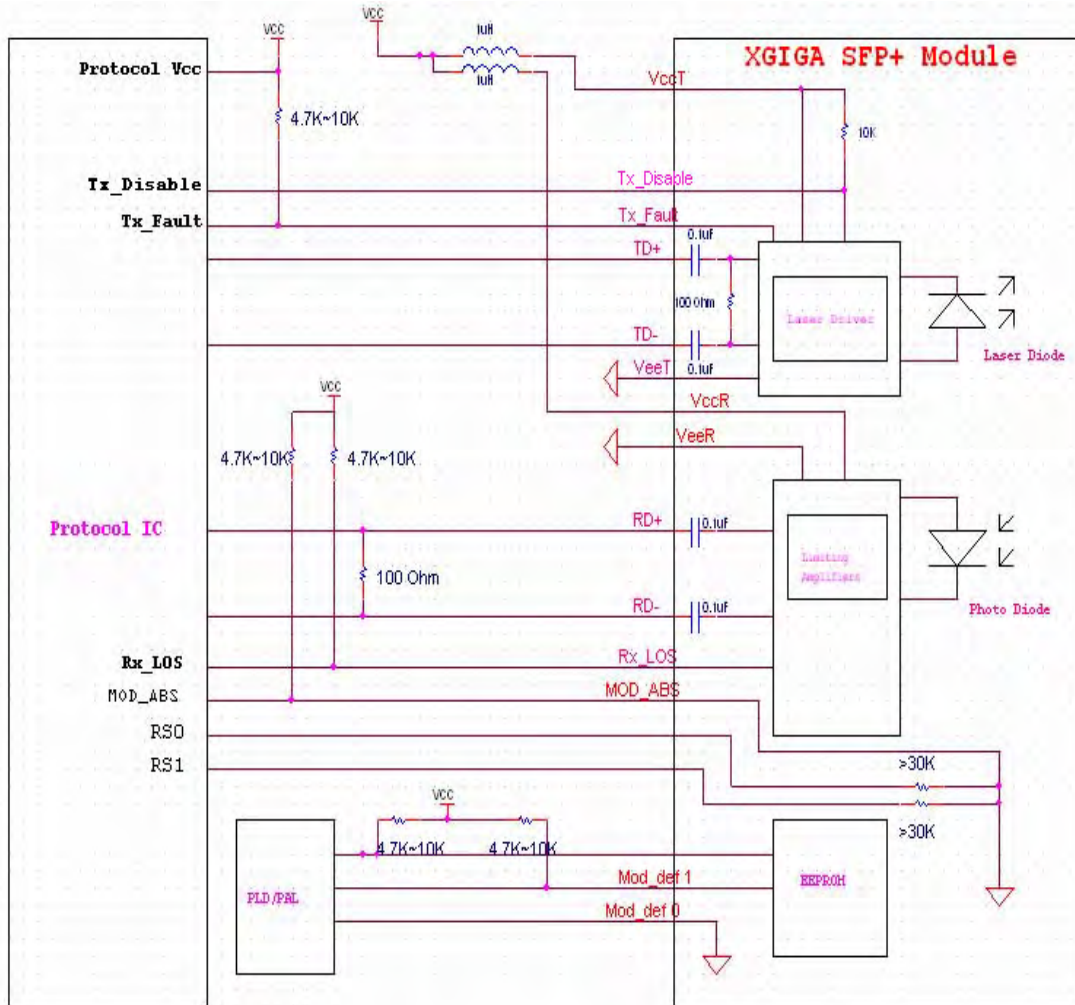 Vcc
Vcc
1uH
1uH
XGIGA SFP+ Module
Protocol Vcc
VccT
4.7K~10K
10K
Tx_Disable
Tx_Disable
Tx_Fault
Tx_Fault
0.1uf
TD+
100 Ohm
Laser Driver
TD-
Laser Diode
VeeT
0.1uf
Vcc
VccR
VeeR
4.7K~10K
4.7K~10K
Protocol IC
RD+
0.1uf
Limiting
Amplifiers
100 Ohm
RD-
0.1uf
Photo Diode
Rx_LOS
Rx_LOS
MOD_ABS
MOD_ABS
RS0
RS1
>30K
Vcc
>30K
4.7K~10K
4.7K~10K
Mod_def 1
EEPROM
PLD/PAL
Mod_def 0